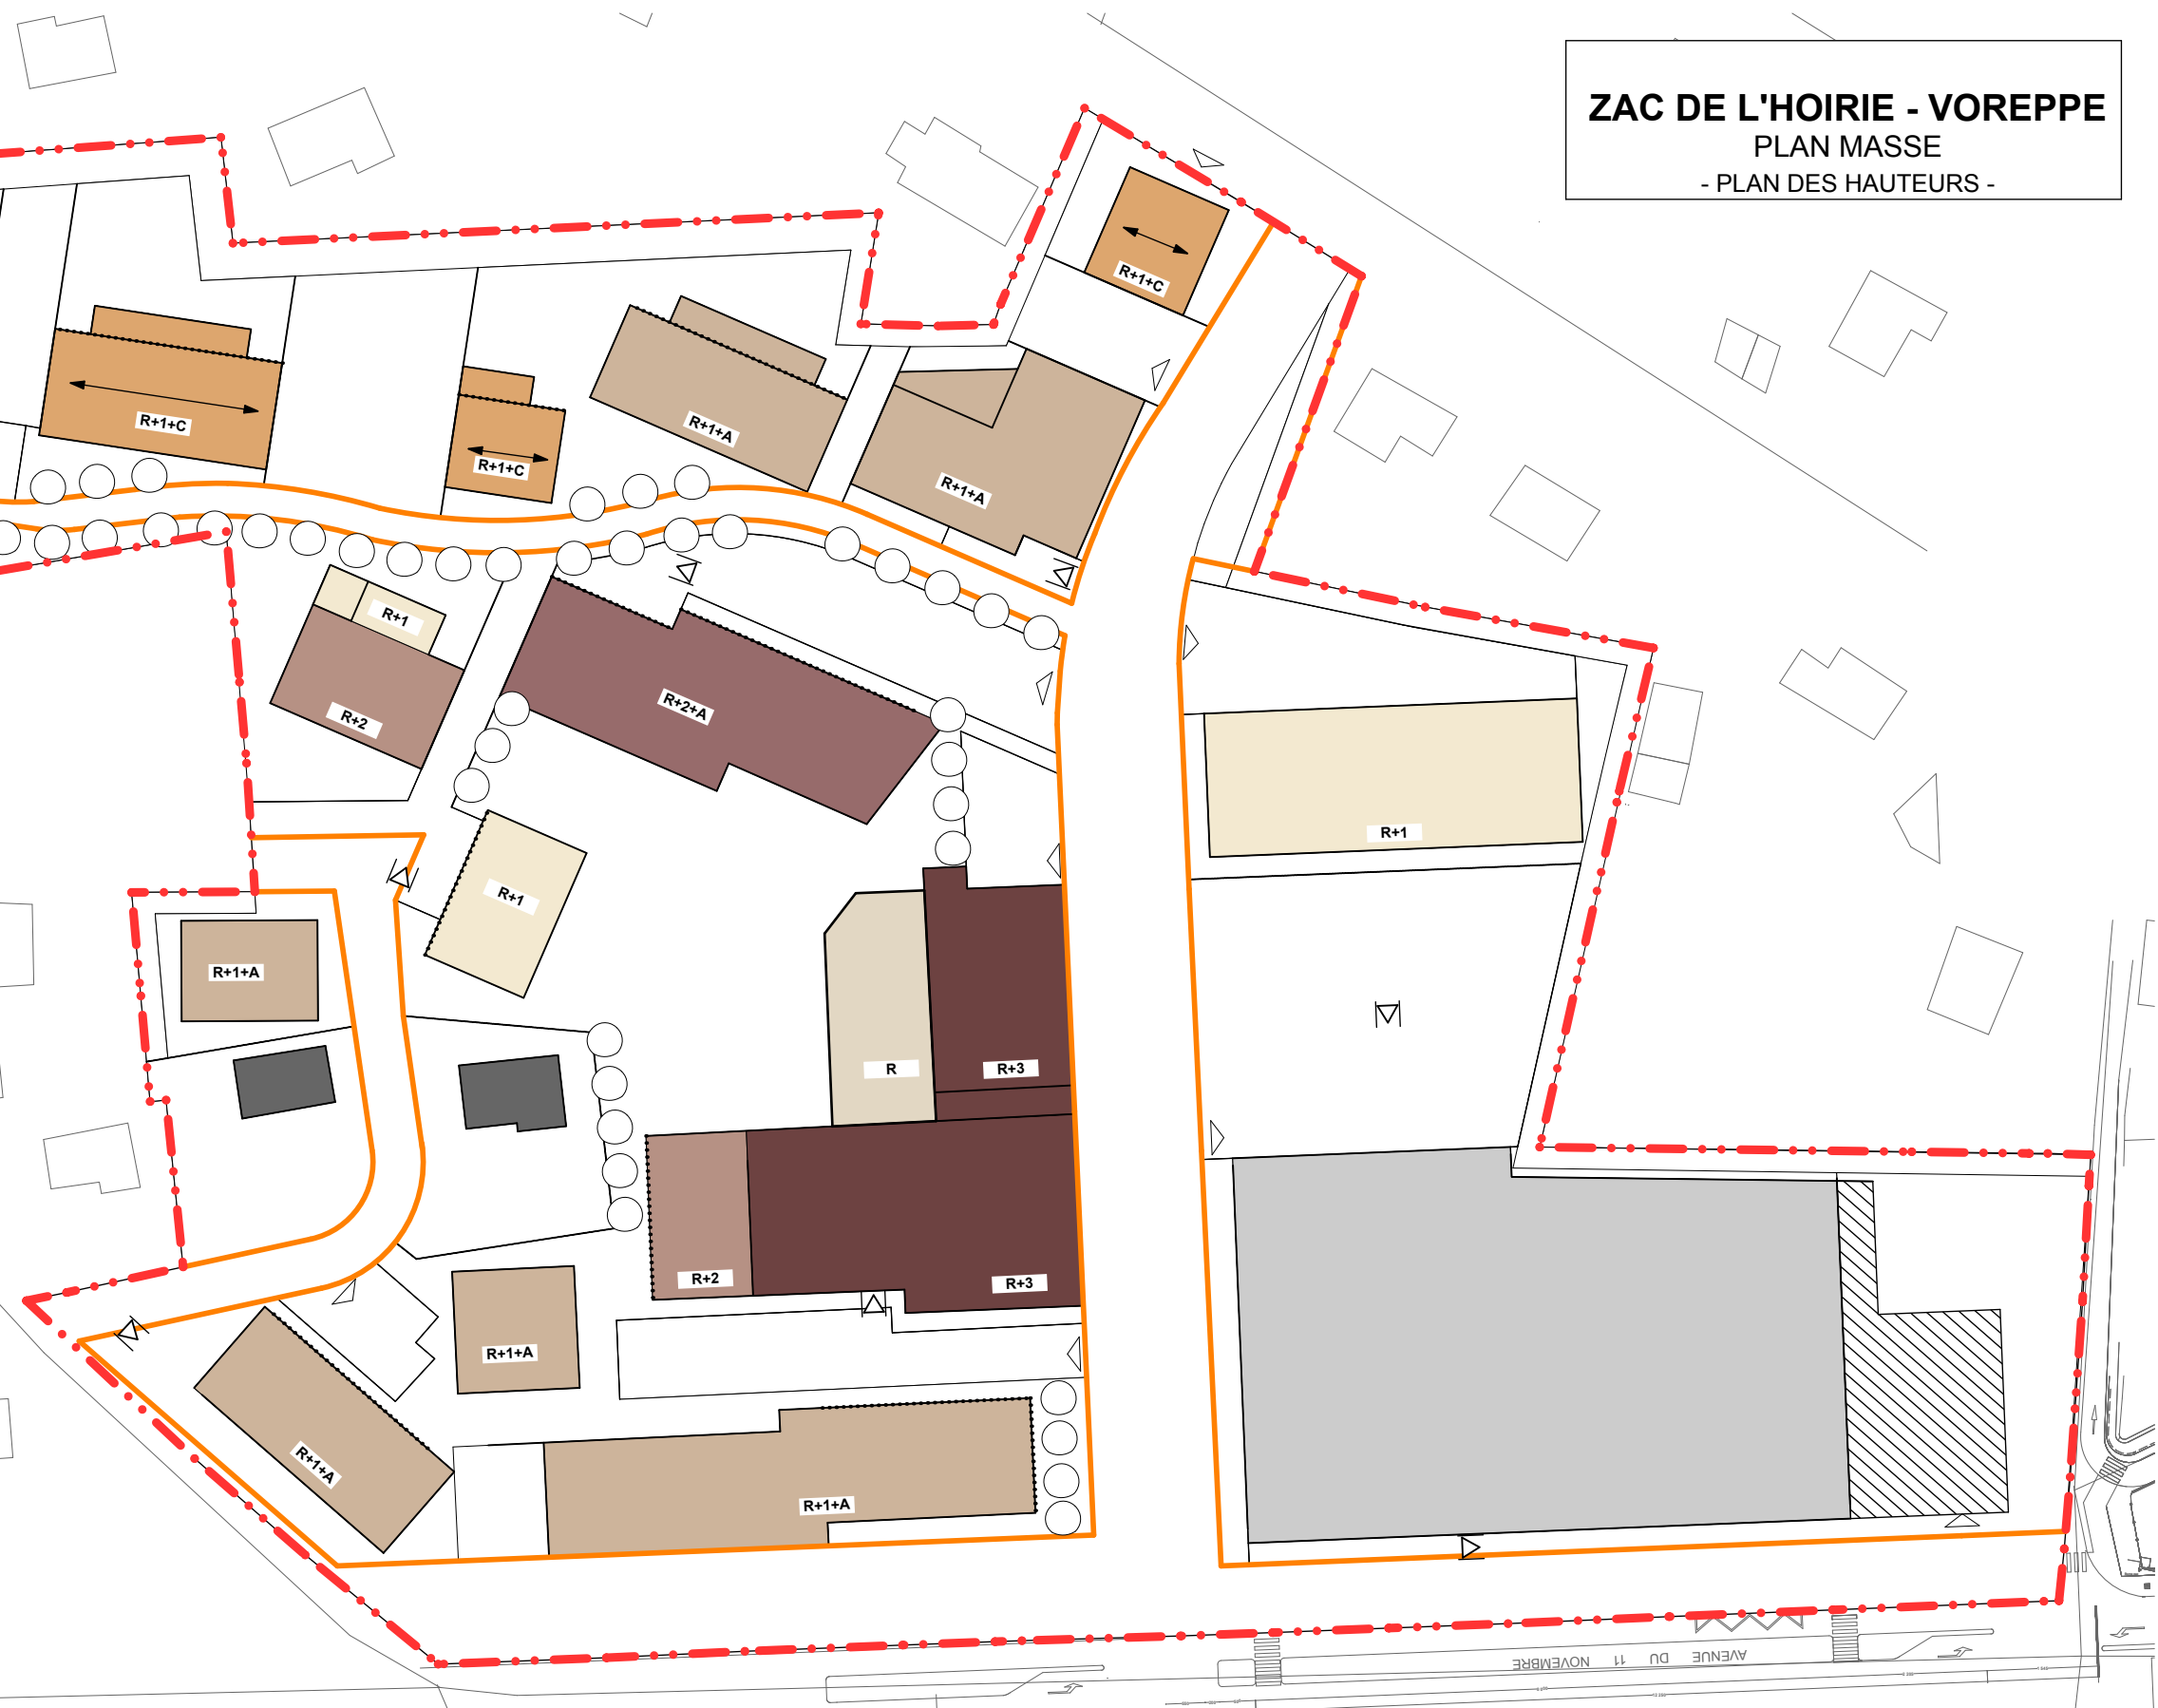 ZAC DE L'HOIRIE - VOREPPE
PLAN MASSE
- PLAN DES HAUTEURS -
R+1+C
R+1+C
R+1+C
R+1+A
R+1+A
R+1
R+2
R+2+A
R+1
R+1
R+1+A
R
R+3
R+2
R+3
R+1+A
R+1+A
R+1+A
AVENUE DU 11 NOVEMBRE